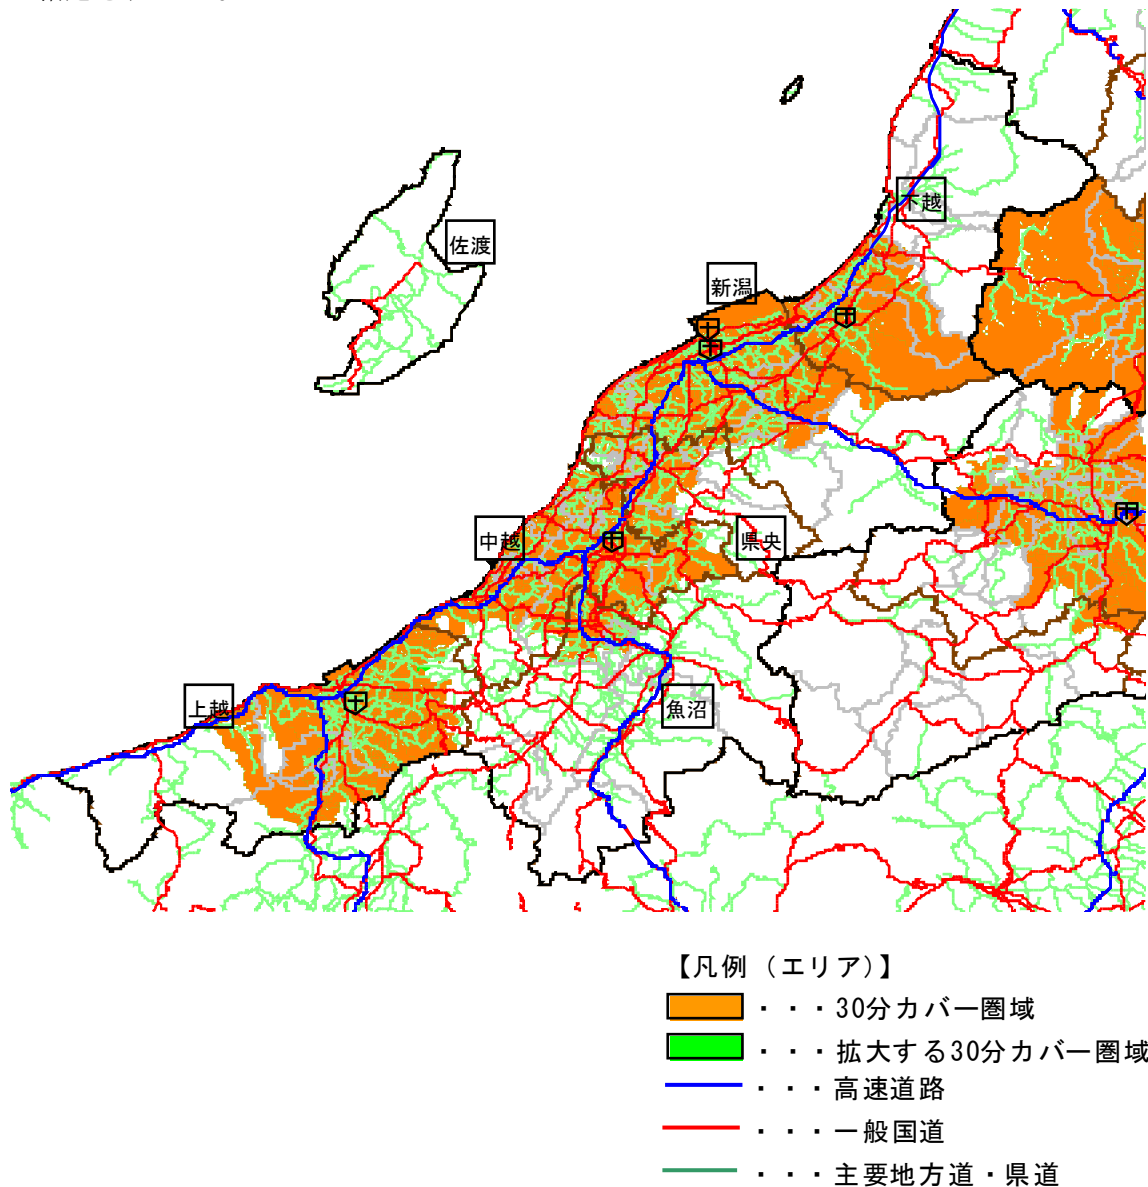 下越
佐渡
新潟
中越
県央
上越
魚沼
【凡例（エリア）】
・・・30分カバー圏域
・・・拡大する30分カバー圏域
・・・高速道路
・・・一般国道
・・・主要地方道・県道